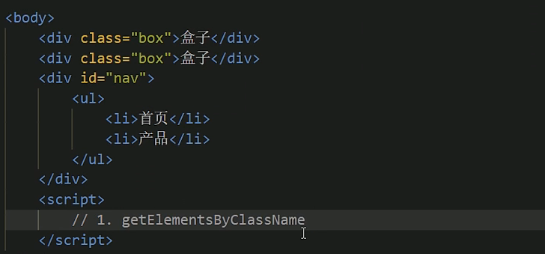 <body>
<div class="box">盒子</div>
<div class="box">盒子</div>
<div id="nav">
<ul>
<li>首页</li>
<li>产品</li>
</ul>
</div>
<script>
// 1. getElementsByClassName
</script>